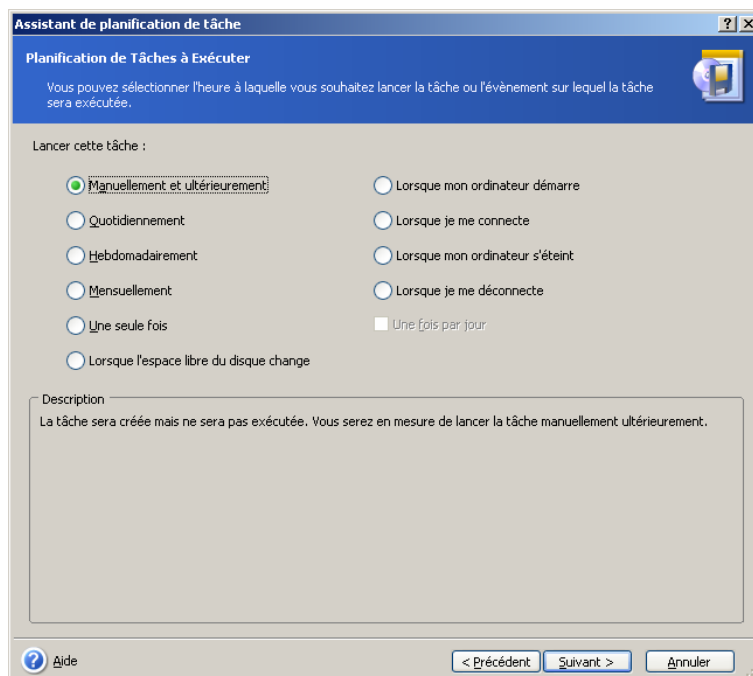 Assistant de planification de tâche
Planification de Tâches à Exécuter
Vous pouvez sélectionner l'heure à laquelle vous souhaitez lancer la tâche ou l'évènement sur lequel la tâche
sera exécutée.
Lancer cette tâche :
Manuellement et ultérieurement
Quotidiennement
Hebdomadairement
Mensuellement
Une seule fois
Lorsque l'espace libre du disque change
Lorsque mon ordinateur démarre
Lorsque je me connecte
Lorsque mon ordinateur s'éteint
Lorsque je me déconnecte
Une fois par jour
Description
La tâche sera créée mais ne sera pas exécutée. Vous serez en mesure de lancer la tâche manuellement ultérieurement.
Aide
< Précédent
Suivant >
Annuler